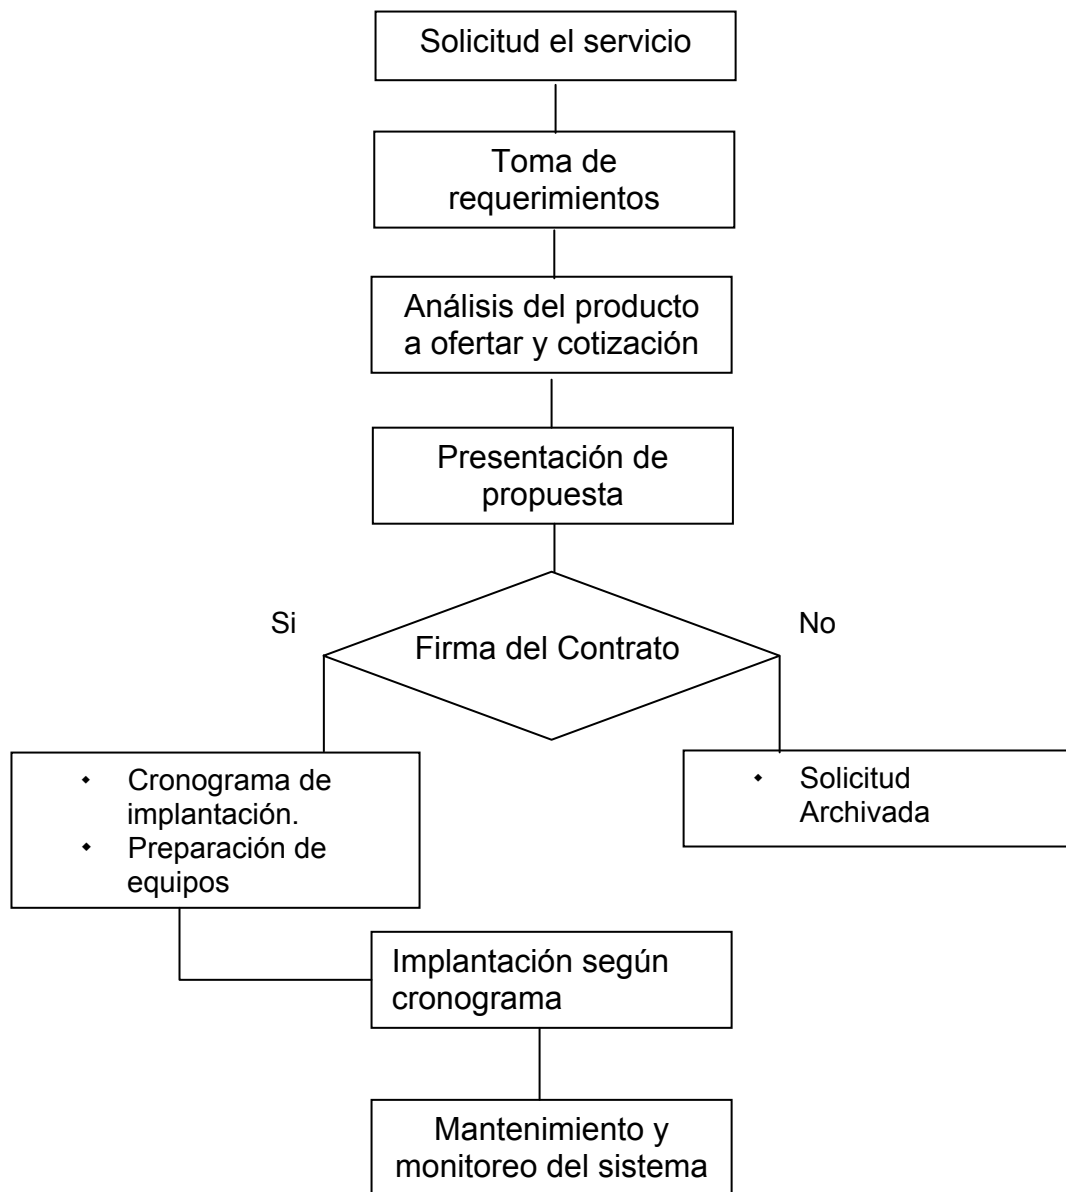 Solicitud el servicio
Toma de
requerimientos
Análisis del producto
a ofertar y cotización
Presentación de
propuesta
Si
No
Firma del Contrato
• Cronograma de
implantación.
• Preparación de
equipos
• Solicitud
Archivada
Implantación según
cronograma
Mantenimiento y
monitoreo del sistema